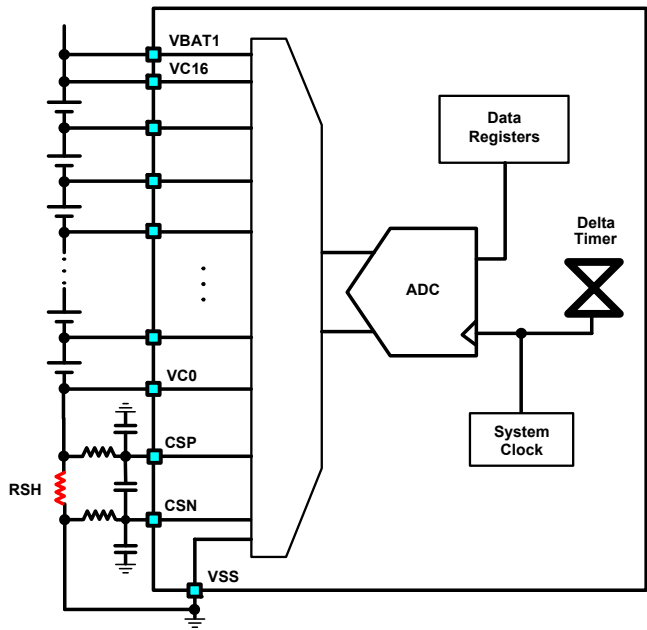 VBAT1
VC16
Data
Registers
Delta
Timer
ADC
VC0
System
Clock
CSP
RSH
CSN
VSS